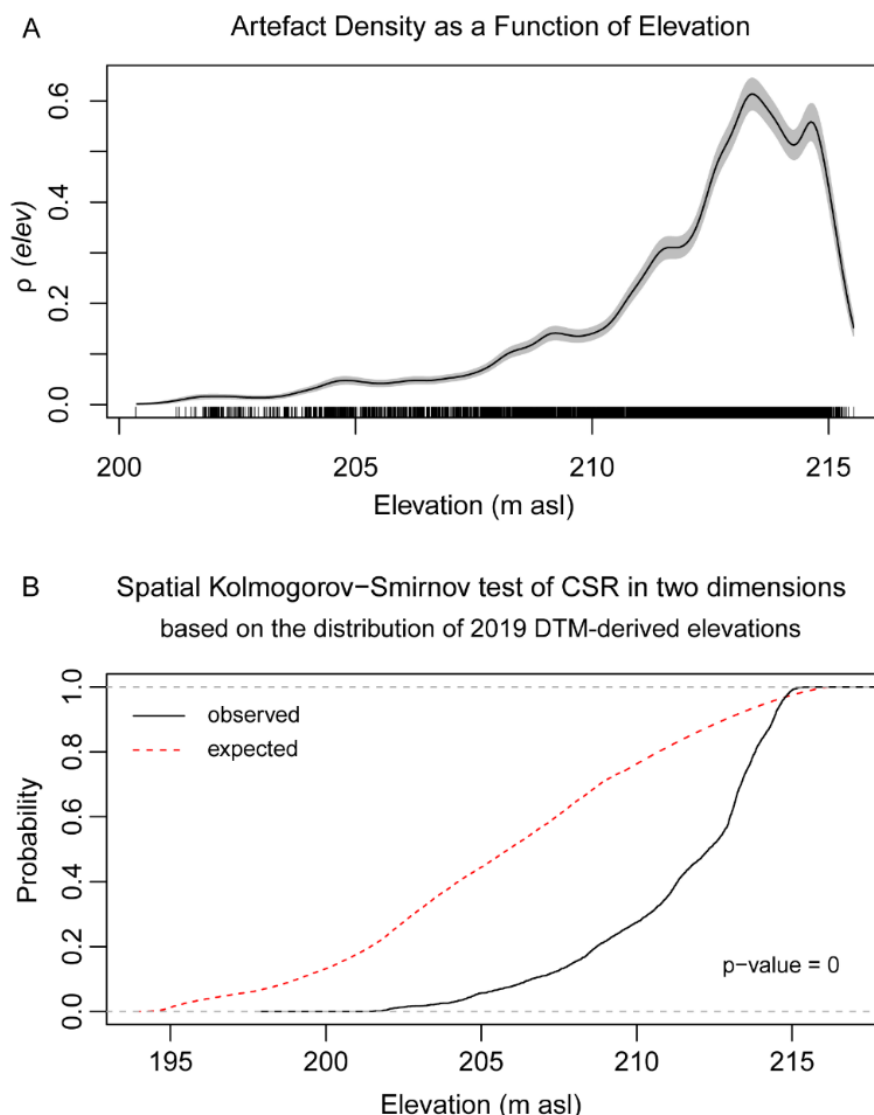 A
Artefact Density as a Function of Elevation
ρ (elev)
0.6
0.4
0.2
0.0
200 205 210 215
Elevation (m asl)
B
Spatial Kolmogorov−Smirnov test of CSR in two dimensions
based on the distribution of 2019 DTM-derived elevations
Probability
1.0
0.8
0.6
0.4
0.2
0.0
observed
expected
p−value = 0
195 200 205 210 215
Elevation (m asl)